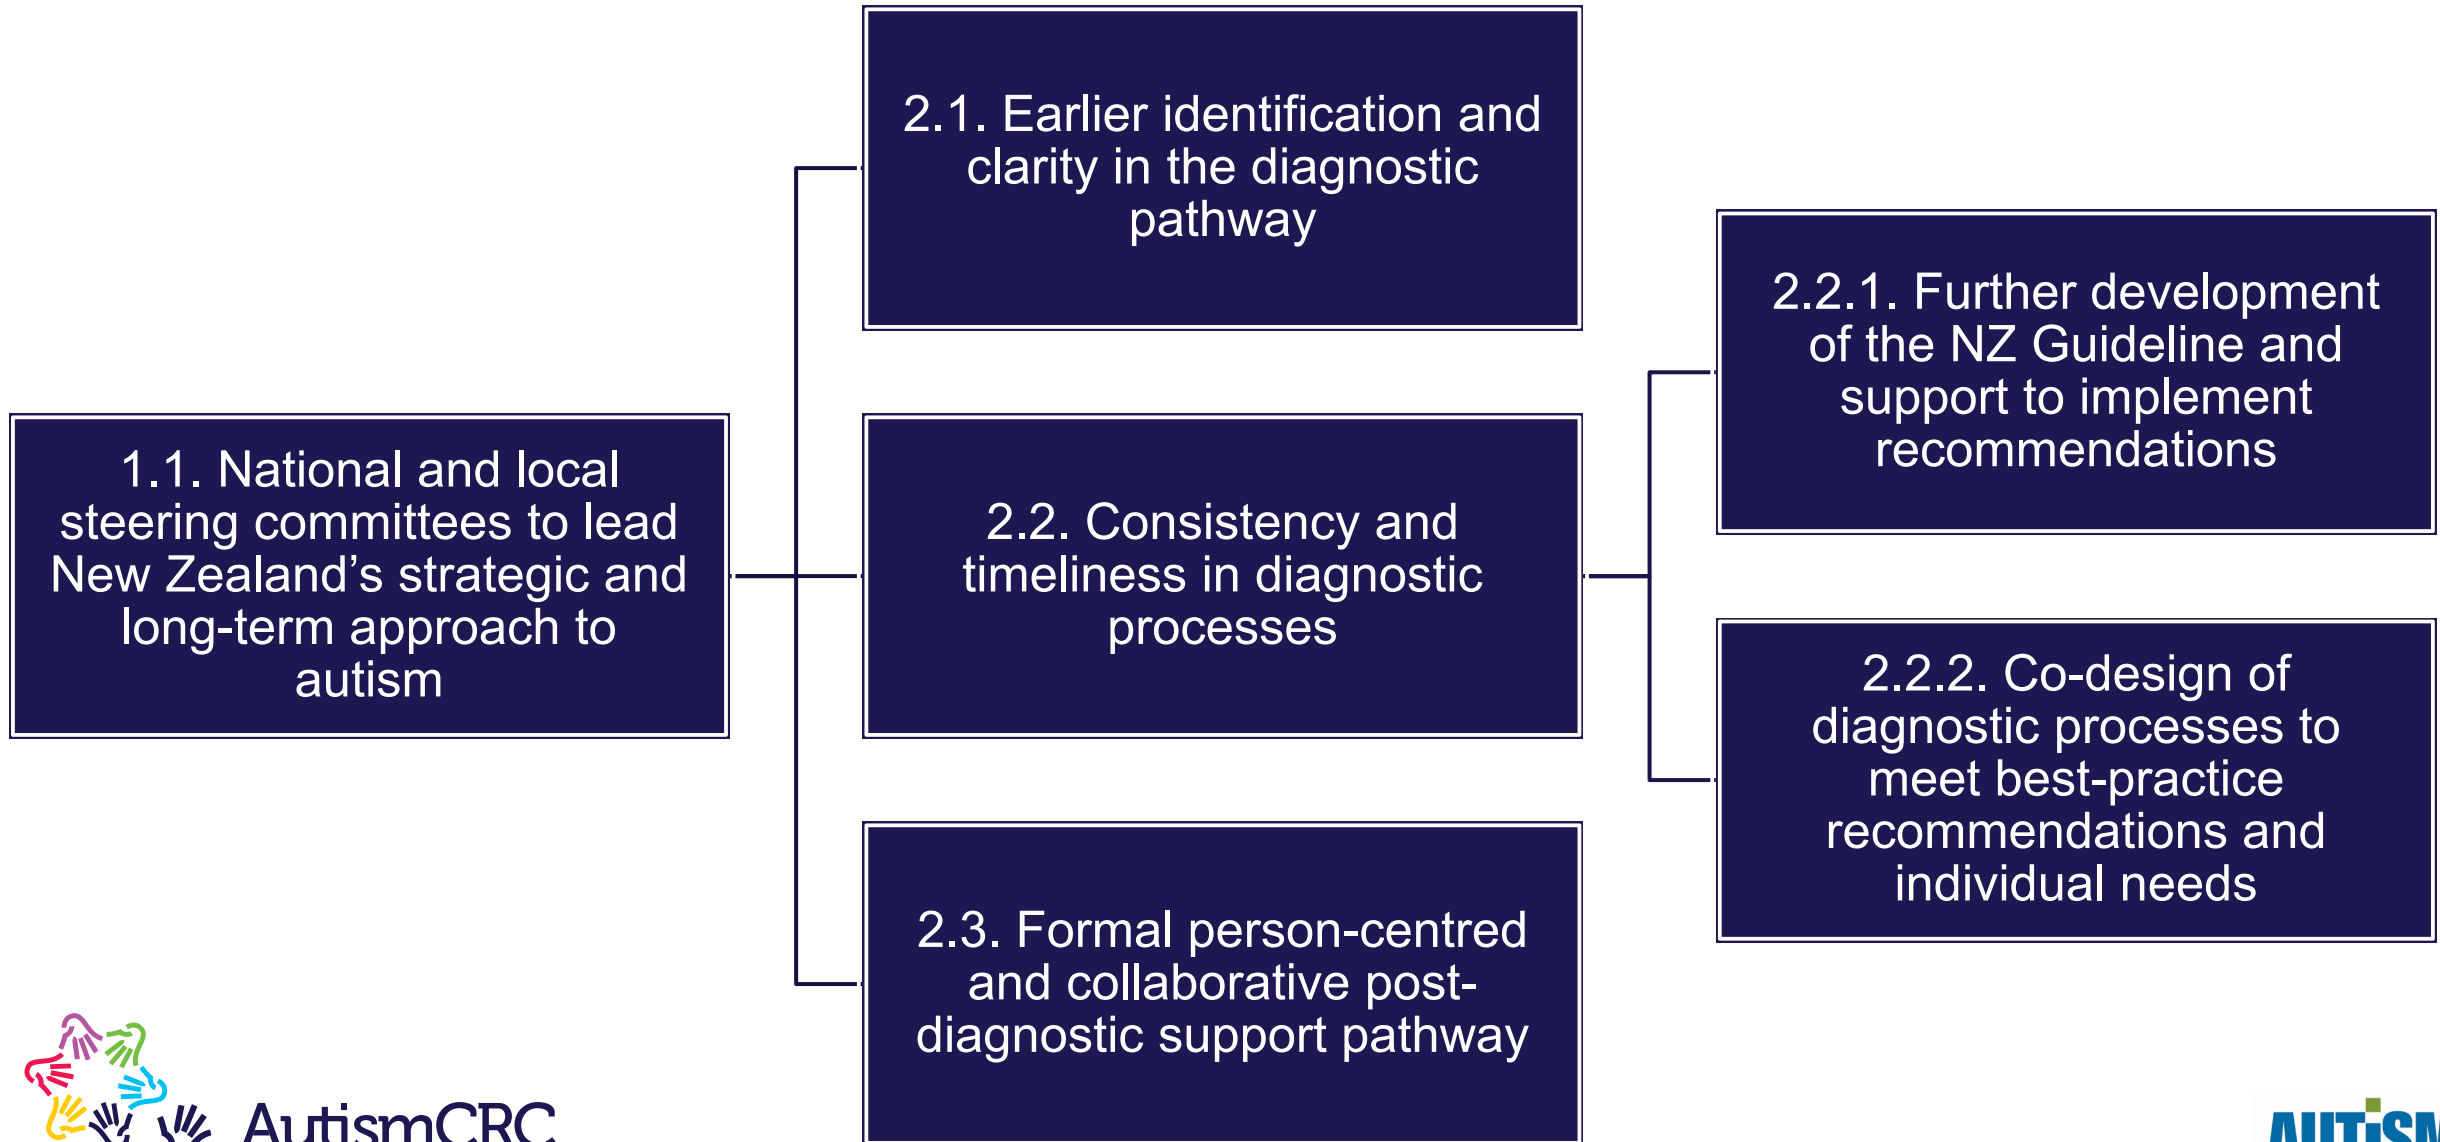 1.1. National and local
steering committees to lead
New Zealand’s strategic and
long-term approach to
autism
2.1. Earlier identification and
clarity in the diagnostic
pathway
2.2. Consistency and
timeliness in diagnostic
processes
2.3. Formal person-centred
and collaborative post-
diagnostic support pathway
2.2.1. Further development
of the NZ Guideline and
support to implement
recommendations
2.2.2. Co-design of
diagnostic processes to
meet best-practice
recommendations and
individual needs
AutismCRC
AUTiSM